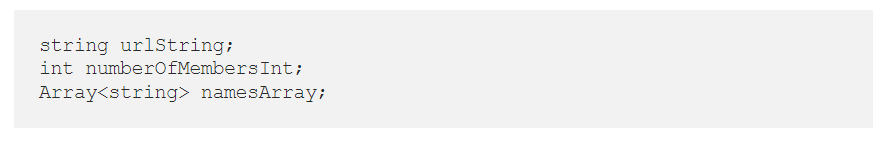 string urlString;
int numberOfMembersInt;
Array<string> namesArray;